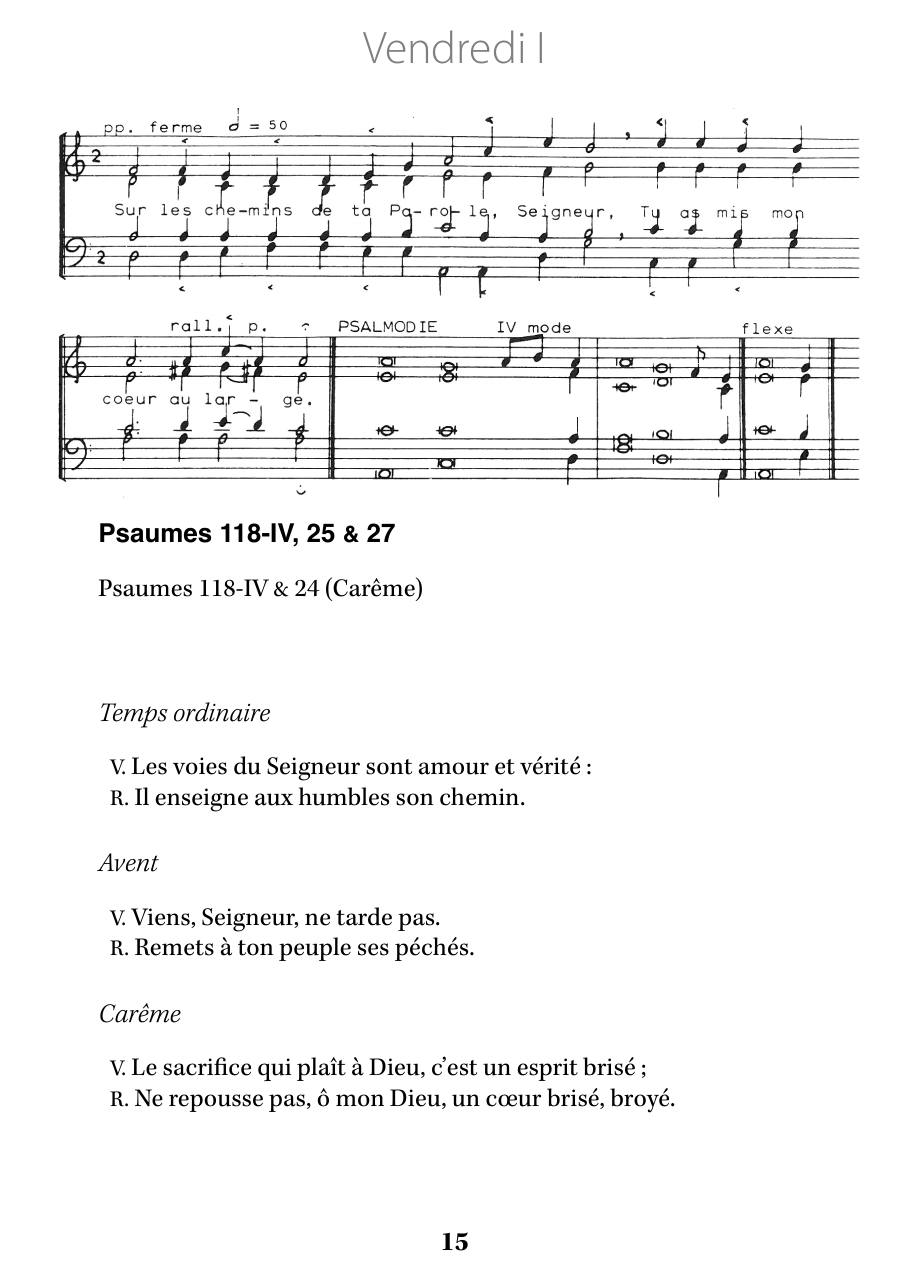 Vendredi I
pp. ferme = 50
2
Sur les che-mins de ta Pa-ro-le, Seigneur, Tu as mis mon
2
rall. p. PSALMODIE IV mode flexe
coeur au lar - ge.
Psaumes 118-IV, 25 & 27
Psaumes 118-IV & 24 (Carême)
Temps ordinaire
V. Les voies du Seigneur sont amour et vérité :
R. Il enseigne aux humbles son chemin.
Avent
V. Viens, Seigneur, ne tarde pas.
R. Remets à ton peuple ses péchés.
Carême
V. Le sacrifice qui plaît à Dieu, c’est un esprit brisé ;
R. Ne repousse pas, ô mon Dieu, un cœur brisé, broyé.
15